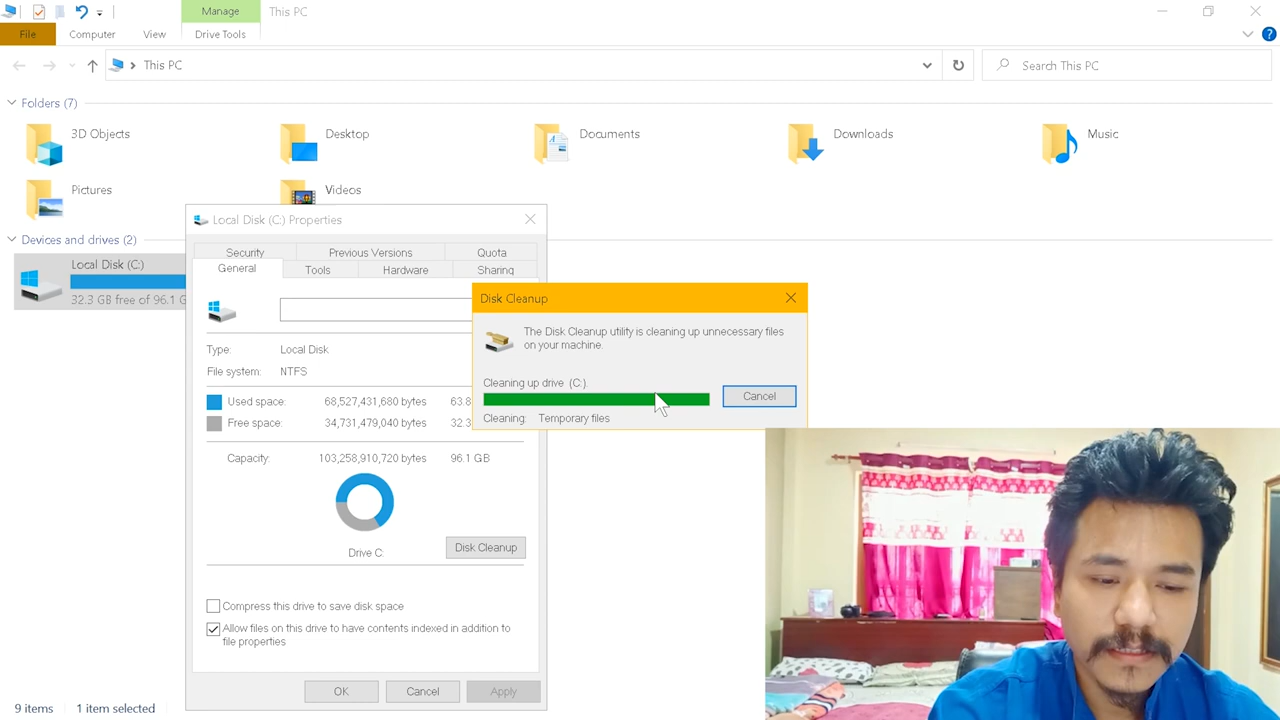 Manage
This PC
File
Computer
View
Drive Tools
?
This PC
Search This PC
Folders (7)
3D Objects
Desktop
Documents
Downloads
Music
Pictures
Videos
Devices and drives (2)
Local Disk (C:)
32.3 GB free of 96.1 G
Local Disk (C:) Properties
Security
Previous Versions
Quota
General
Tools
Hardware
Sharing
Type:
Local Disk
File system:
NTFS
Used space:
68,527,431,680 bytes
63.8
Free space:
34,731,479,040 bytes
32.3
Capacity:
103,258,910,720 bytes
96.1 GB
Drive C:
Disk Cleanup
Compress this drive to save disk space
Allow files on this drive to have contents indexed in addition to
file properties
OK
Cancel
Apply
Disk Cleanup
The Disk Cleanup utility is cleaning up unnecessary files
on your machine.
Cleaning up drive (C:).
Cancel
Cleaning: Temporary files
9 items
1 item selected